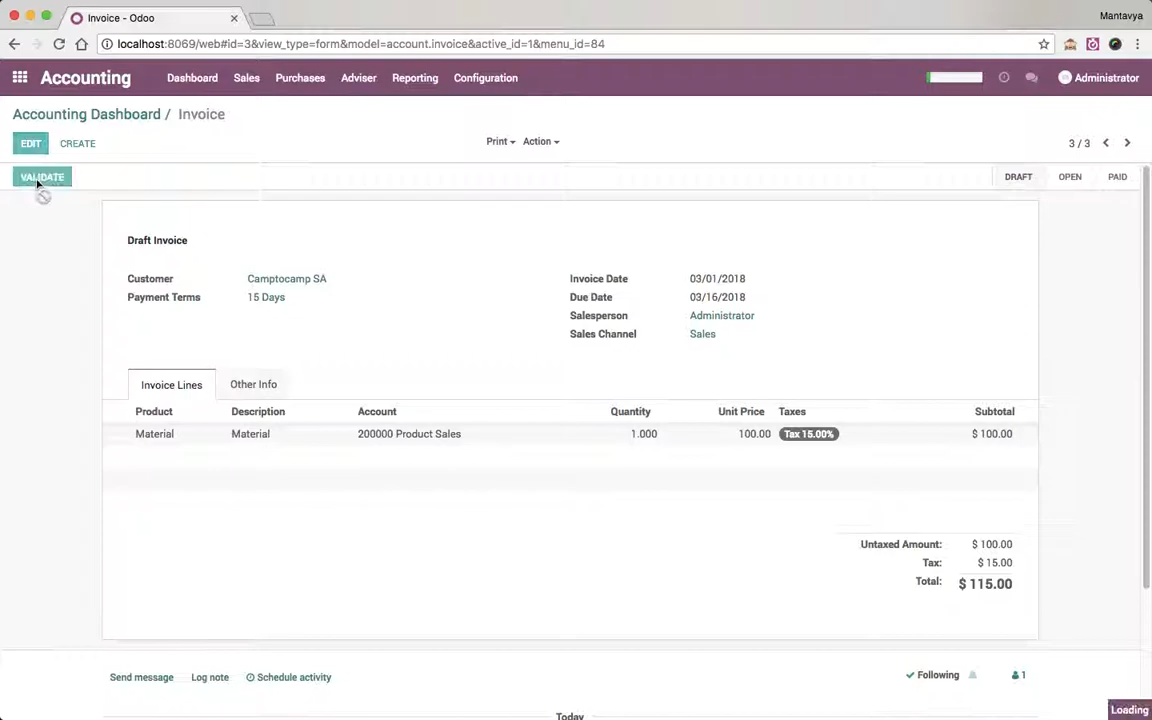 Invoice - Odoo
Mantavya
localhost:8069/web#id=3&view_type=form&model=account.invoice&active_id=1&menu_id=84
Accounting Dashboard Sales Purchases Adviser Reporting Configuration Administrator
Accounting Dashboard / Invoice
EDIT CREATE Print Action 3 / 3
VALIDATE DRAFT OPEN PAID
Draft Invoice
Customer Camptocamp SA Invoice Date 03/01/2018
Payment Terms 15 Days Due Date 03/16/2018
Salesperson Administrator
Sales Channel Sales
Invoice Lines Other Info
Product Description Account Quantity Unit Price Taxes Subtotal
Material Material 200000 Product Sales 1.000 100.00 Tax 15.00% $ 100.00
Untaxed Amount: $ 100.00
Tax: $ 15.00
Total: $ 115.00
Send message Log note Schedule activity Following 1
Loading
Today